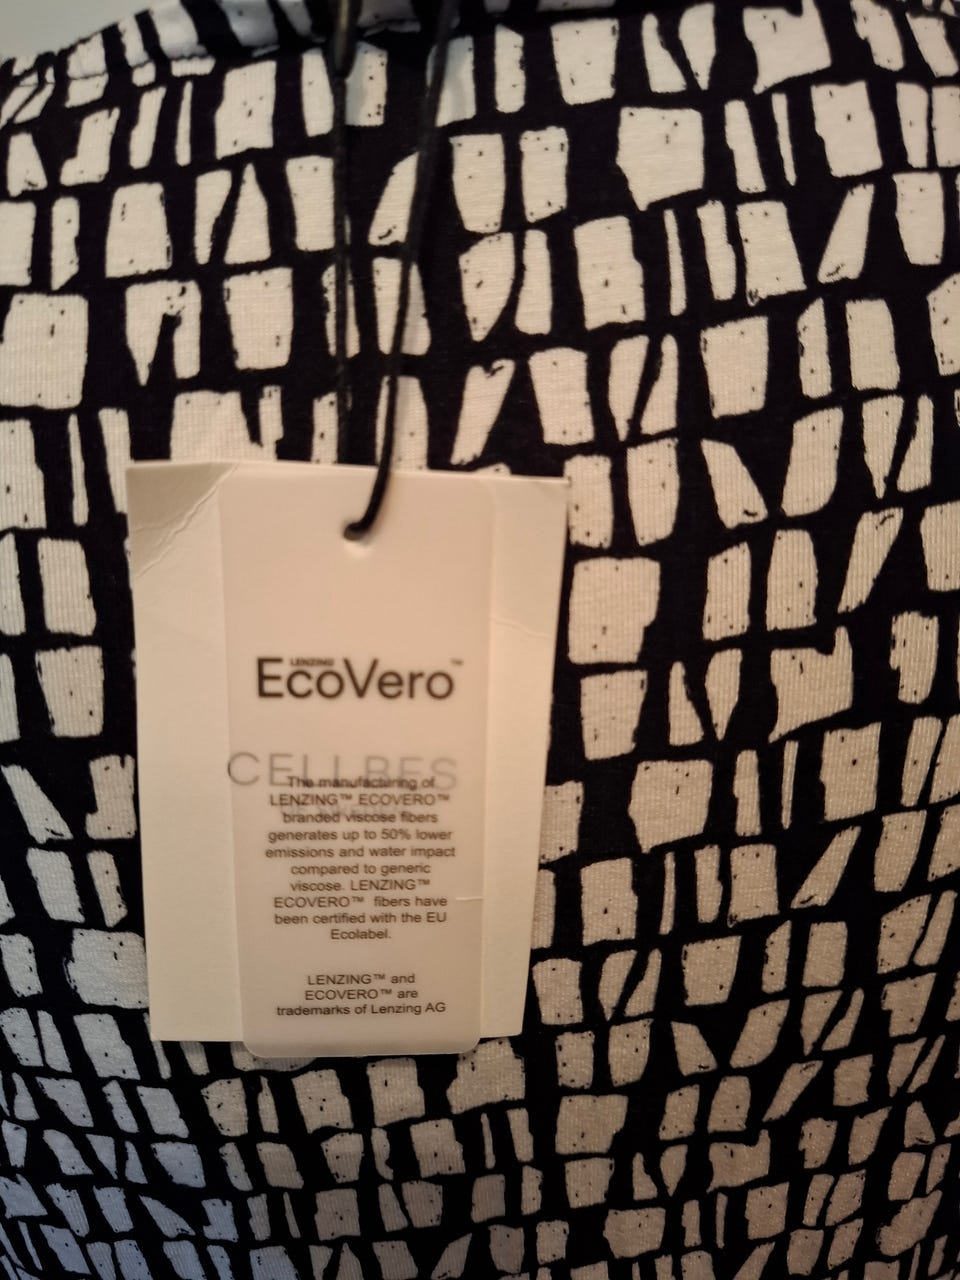 LENZING
EcoVero™
CELLBES
The manufacturing of
LENZING™ ECOVERO™
branded viscose fibers
generates up to 50% lower
emissions and water impact
compared to generic
viscose. LENZING™
ECOVERO™ fibers have
been certified with the EU
Ecolabel.
LENZING™ and
ECOVERO™ are
trademarks of Lenzing AG